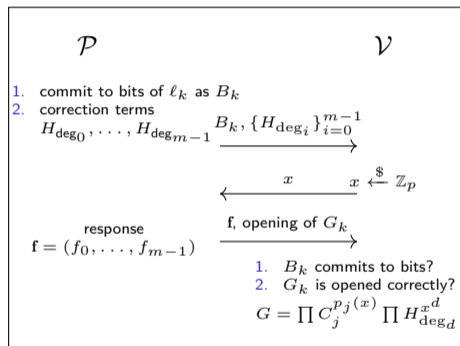 𝒫 𝒱
1. commit to bits of ℓ_k as B_k
2. correction terms
H_{deg_0}, . . . , H_{deg_{m−1}} B_k, {H_{deg_i}}_{i=0}^{m−1}
x x ←$ ℤ_p
response f, opening of G_k
f = (f_0, . . . , f_{m−1})
1. B_k commits to bits?
2. G_k is opened correctly?
G = ∏ C_j^{p_j(x)} ∏ H_{deg_d}^{x^d}